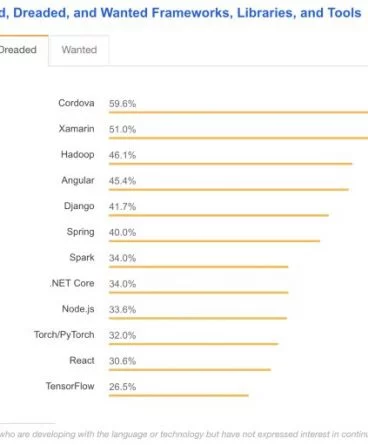 d, Dreaded, and Wanted Frameworks, Libraries, and Tools
Dreaded
Wanted
Cordova 59.6%
Xamarin 51.0%
Hadoop 46.1%
Angular 45.4%
Django 41.7%
Spring 40.0%
Spark 34.0%
.NET Core 34.0%
Node.js 33.6%
Torch/PyTorch 32.0%
React 30.6%
TensorFlow 26.5%
who are developing with the language or technology but have not expressed interest in contin